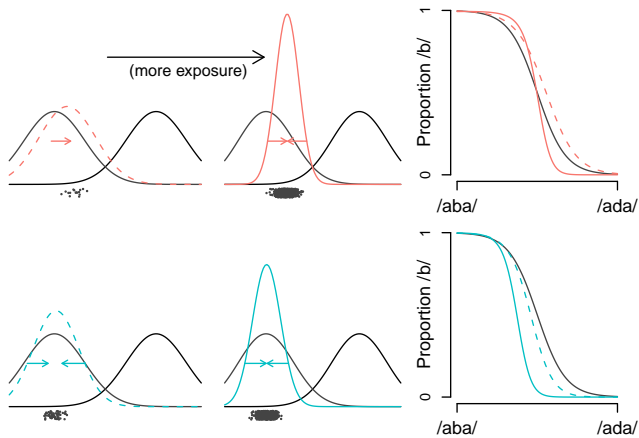 (more exposure)
Proportion /b/
1
0
/aba/
/ada/
Proportion /b/
1
0
/aba/
/ada/